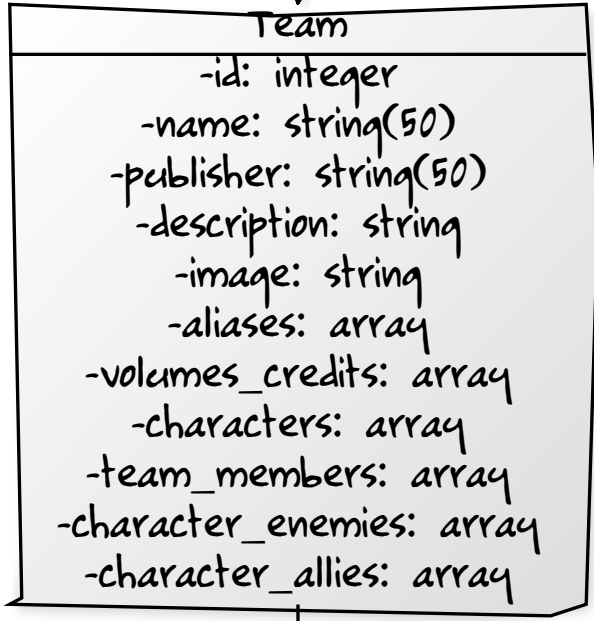 Team
-id: integer
-name: string(50)
-publisher: string(50)
-description: string
-image: string
-aliases: array
-volumes_credits: array
-characters: array
-team_members: array
-character_enemies: array
-character_allies: array